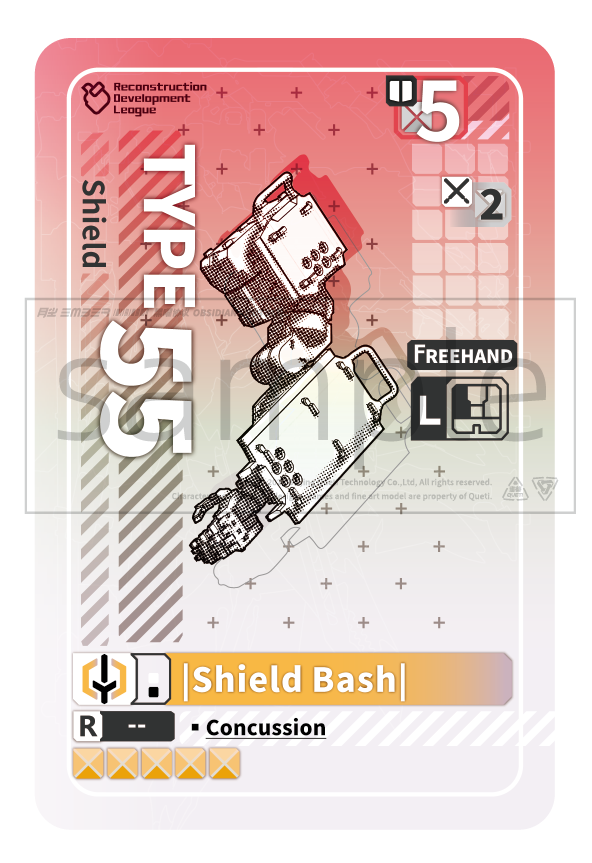 Reconstruction
Development
League
5
Shield
TYPE 55
2
FREEHAND
L
sample
Technology Co.,Ltd, All rights reserved.
and fine art model are property of Queti.
|Shield Bash|
R
--
▪ Concussion